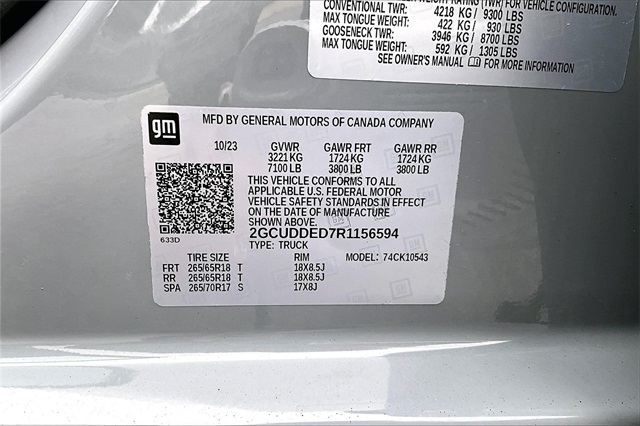 RATING (TWR) FOR VEHICLE CONFIGURATION.
CONVENTIONAL TWR: 4218 KG / 9300 LBS
MAX TONGUE WEIGHT: 422 KG / 930 LBS
GOOSENECK TWR: 3946 KG / 8700 LBS
MAX TONGUE WEIGHT: 592 KG / 1305 LBS
SEE OWNER'S MANUAL FOR MORE INFORMATION
gm MFD BY GENERAL MOTORS OF CANADA COMPANY
10/23 GVWR GAWR FRT GAWR RR
3221 KG 1724 KG 1724 KG
7100 LB 3800 LB 3800 LB
THIS VEHICLE CONFORMS TO ALL
APPLICABLE U.S. FEDERAL MOTOR
VEHICLE SAFETY STANDARDS IN EFFECT
ON THE DATE OF MANUFACTURE
SHOWN ABOVE.
633D 2GCUDDED7R1156594
TYPE: TRUCK
TIRE SIZE RIM MODEL: 74CK10543
FRT 265/65R18 T 18X8.5J
RR 265/65R18 T 18X8.5J
SPA 265/70R17 S 17X8J